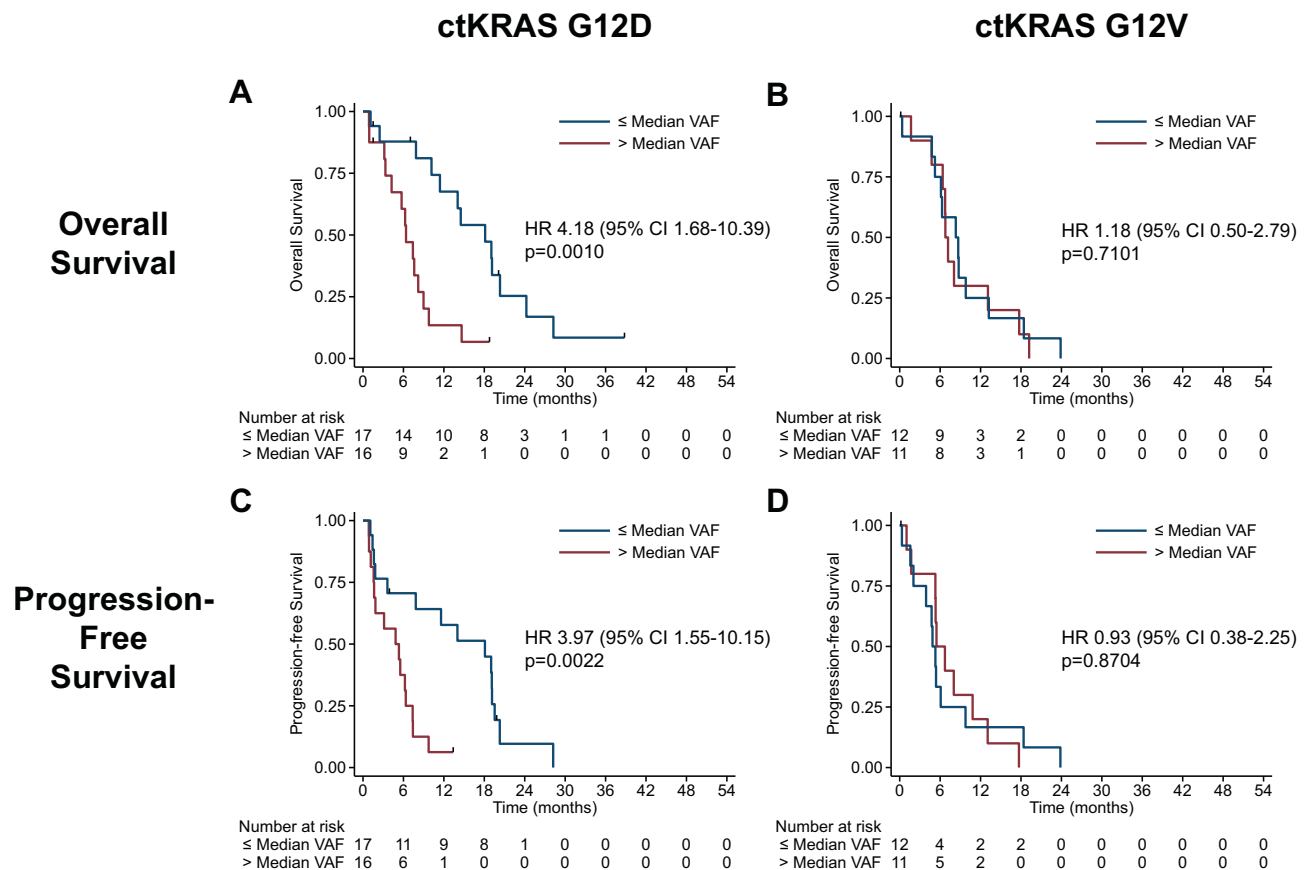 ctKRAS G12D
ctKRAS G12V
Overall
Survival
A
Overall Survival
1.00
0.75
0.50
0.25
0.00
≤ Median VAF
> Median VAF
HR 4.18 (95% CI 1.68-10.39)
p=0.0010
0 6 12 18 24 30 36 42 48 54
Time (months)
Number at risk
≤ Median VAF 17 14 10 8 3 1 1 0 0 0
> Median VAF 16 9 2 1 0 0 0 0 0 0
B
Overall Survival
1.00
0.75
0.50
0.25
0.00
≤ Median VAF
> Median VAF
HR 1.18 (95% CI 0.50-2.79)
p=0.7101
0 6 12 18 24 30 36 42 48 54
Time (months)
Number at risk
≤ Median VAF 12 9 3 2 0 0 0 0 0 0
> Median VAF 11 8 3 1 0 0 0 0 0 0
Progression-
Free
Survival
C
Progression-free Survival
1.00
0.75
0.50
0.25
0.00
≤ Median VAF
> Median VAF
HR 3.97 (95% CI 1.55-10.15)
p=0.0022
0 6 12 18 24 30 36 42 48 54
Time (months)
Number at risk
≤ Median VAF 17 11 9 8 1 0 0 0 0 0
> Median VAF 16 6 1 0 0 0 0 0 0 0
D
Progression-free Survival
1.00
0.75
0.50
0.25
0.00
≤ Median VAF
> Median VAF
HR 0.93 (95% CI 0.38-2.25)
p=0.8704
0 6 12 18 24 30 36 42 48 54
Time (months)
Number at risk
≤ Median VAF 12 4 2 2 0 0 0 0 0 0
> Median VAF 11 5 2 0 0 0 0 0 0 0